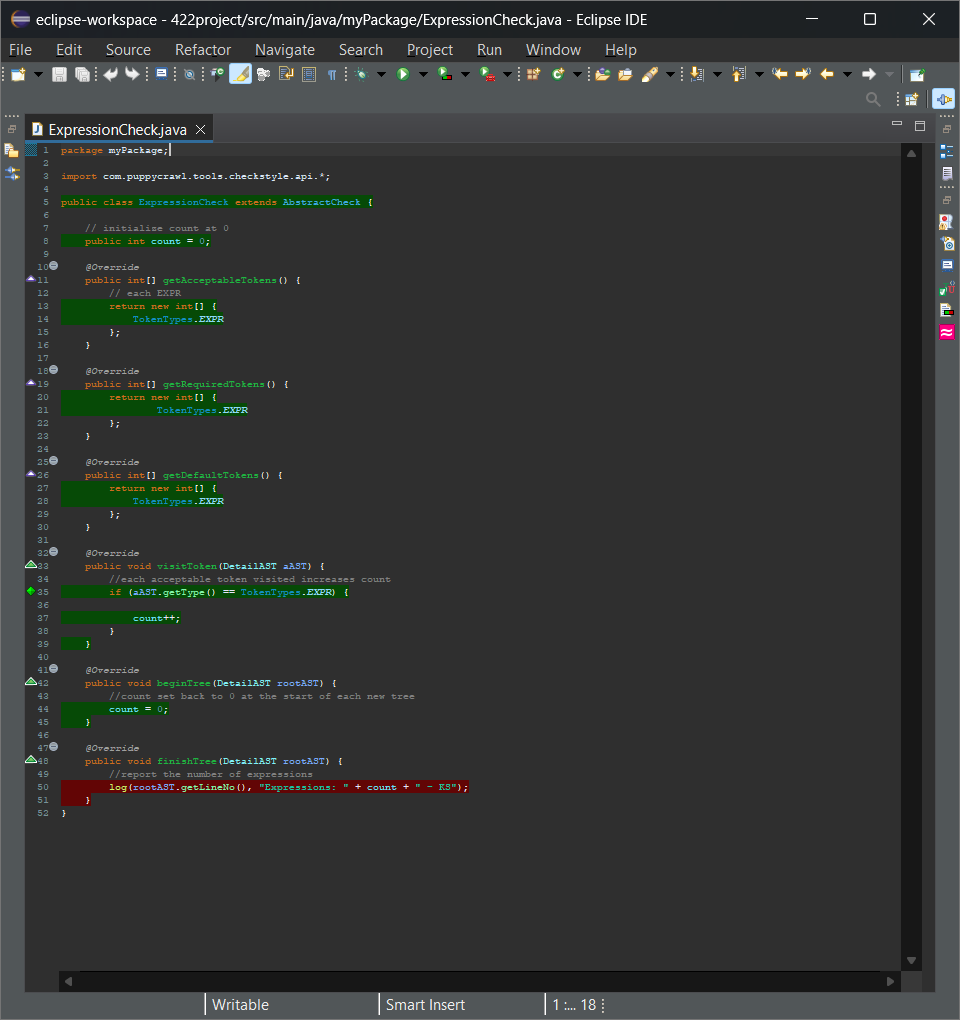 eclipse-workspace - 422project/src/main/java/myPackage/ExpressionCheck.java - Eclipse IDE
File Edit Source Refactor Navigate Search Project Run Window Help
ExpressionCheck.java
1 package myPackage;
2
3 import com.puppycrawl.tools.checkstyle.api.*;
4
5 public class ExpressionCheck extends AbstractCheck {
6
7 // initialise count at 0
8 public int count = 0;
9
10 @Override
11 public int[] getAcceptableTokens() {
12 // each EXPR
13 return new int[] {
14 TokenTypes.EXPR
15 };
16 }
17
18 @Override
19 public int[] getRequiredTokens() {
20 return new int[] {
21 TokenTypes.EXPR
22 };
23 }
24
25 @Override
26 public int[] getDefaultTokens() {
27 return new int[] {
28 TokenTypes.EXPR
29 };
30 }
31
32 @Override
33 public void visitToken(DetailAST aAST) {
34 //each acceptable token visited increases count
35 if (aAST.getType() == TokenTypes.EXPR) {
36
37 count++;
38 }
39 }
40
41 @Override
42 public void beginTree(DetailAST rootAST) {
43 //count set back to 0 at the start of each new tree
44 count = 0;
45 }
46
47 @Override
48 public void finishTree(DetailAST rootAST) {
49 //report the number of expressions
50 log(rootAST.getLineNo(), "Expressions: " + count + " - KS");
51 }
52 }
Writable Smart Insert 1 :... 18